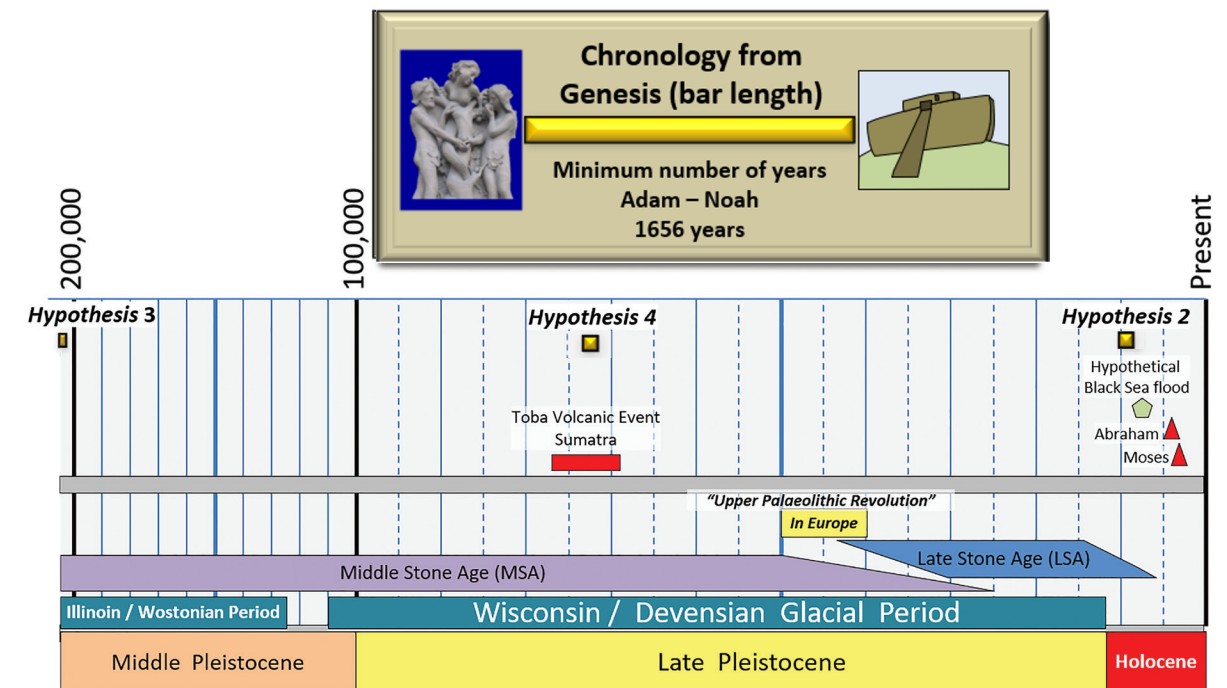 Chronology from
Genesis (bar length)
Minimum number of years
Adam – Noah
1656 years
200,000
100,000
Present
Hypothesis 3
Hypothesis 4
Hypothesis 2
Hypothetical
Black Sea flood
Toba Volcanic Event
Sumatra
Abraham
Moses
“Upper Palaeolithic Revolution”
In Europe
Late Stone Age (LSA)
Middle Stone Age (MSA)
Illinoin / Wostonian Period
Wisconsin / Devensian Glacial Period
Middle Pleistocene
Late Pleistocene
Holocene